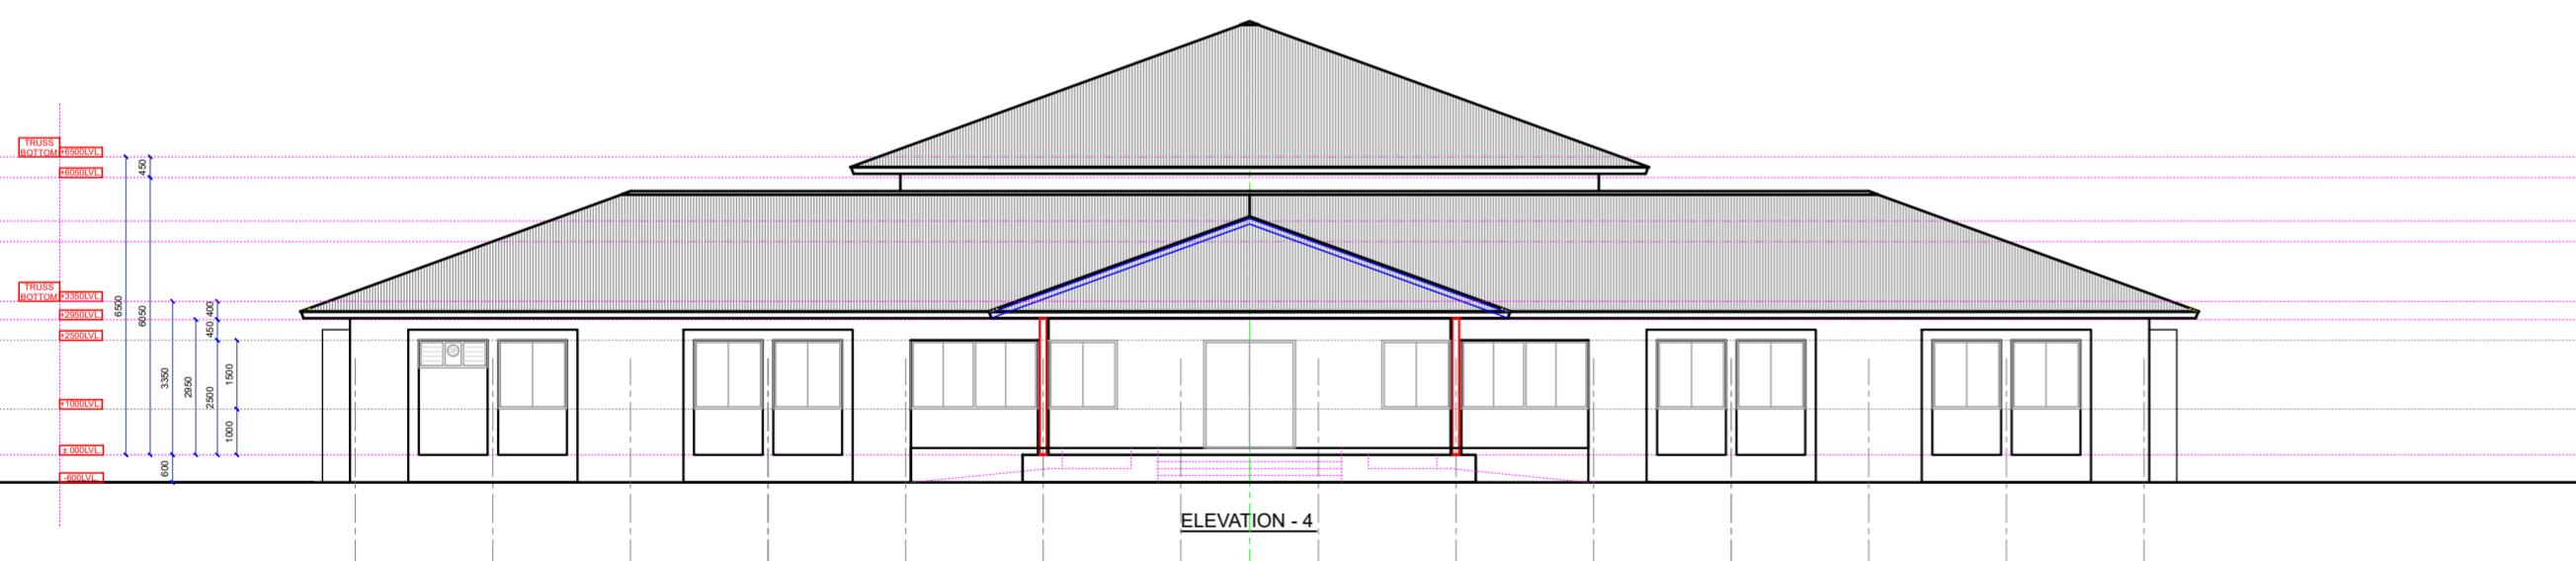 TRUSS
BOTTOM
+6500LVL.
+6050LVL.
TRUSS
BOTTOM
+3350LVL.
+2950LVL.
+2500LVL.
+1000LVL.
±000LVL.
-600LVL.
6500
450
6050
3350
600
2950
400
450
2500
1500
1000
ELEVATION - 4